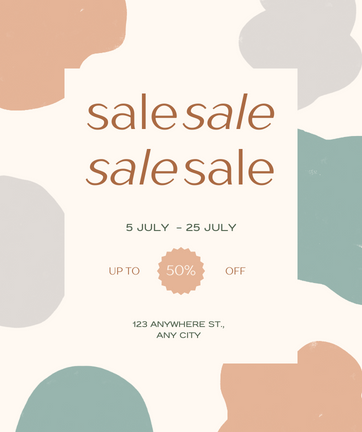 sale sale
sale sale
5 JULY – 25 JULY
UP TO 50% OFF
123 ANYWHERE ST.,
ANY CITY